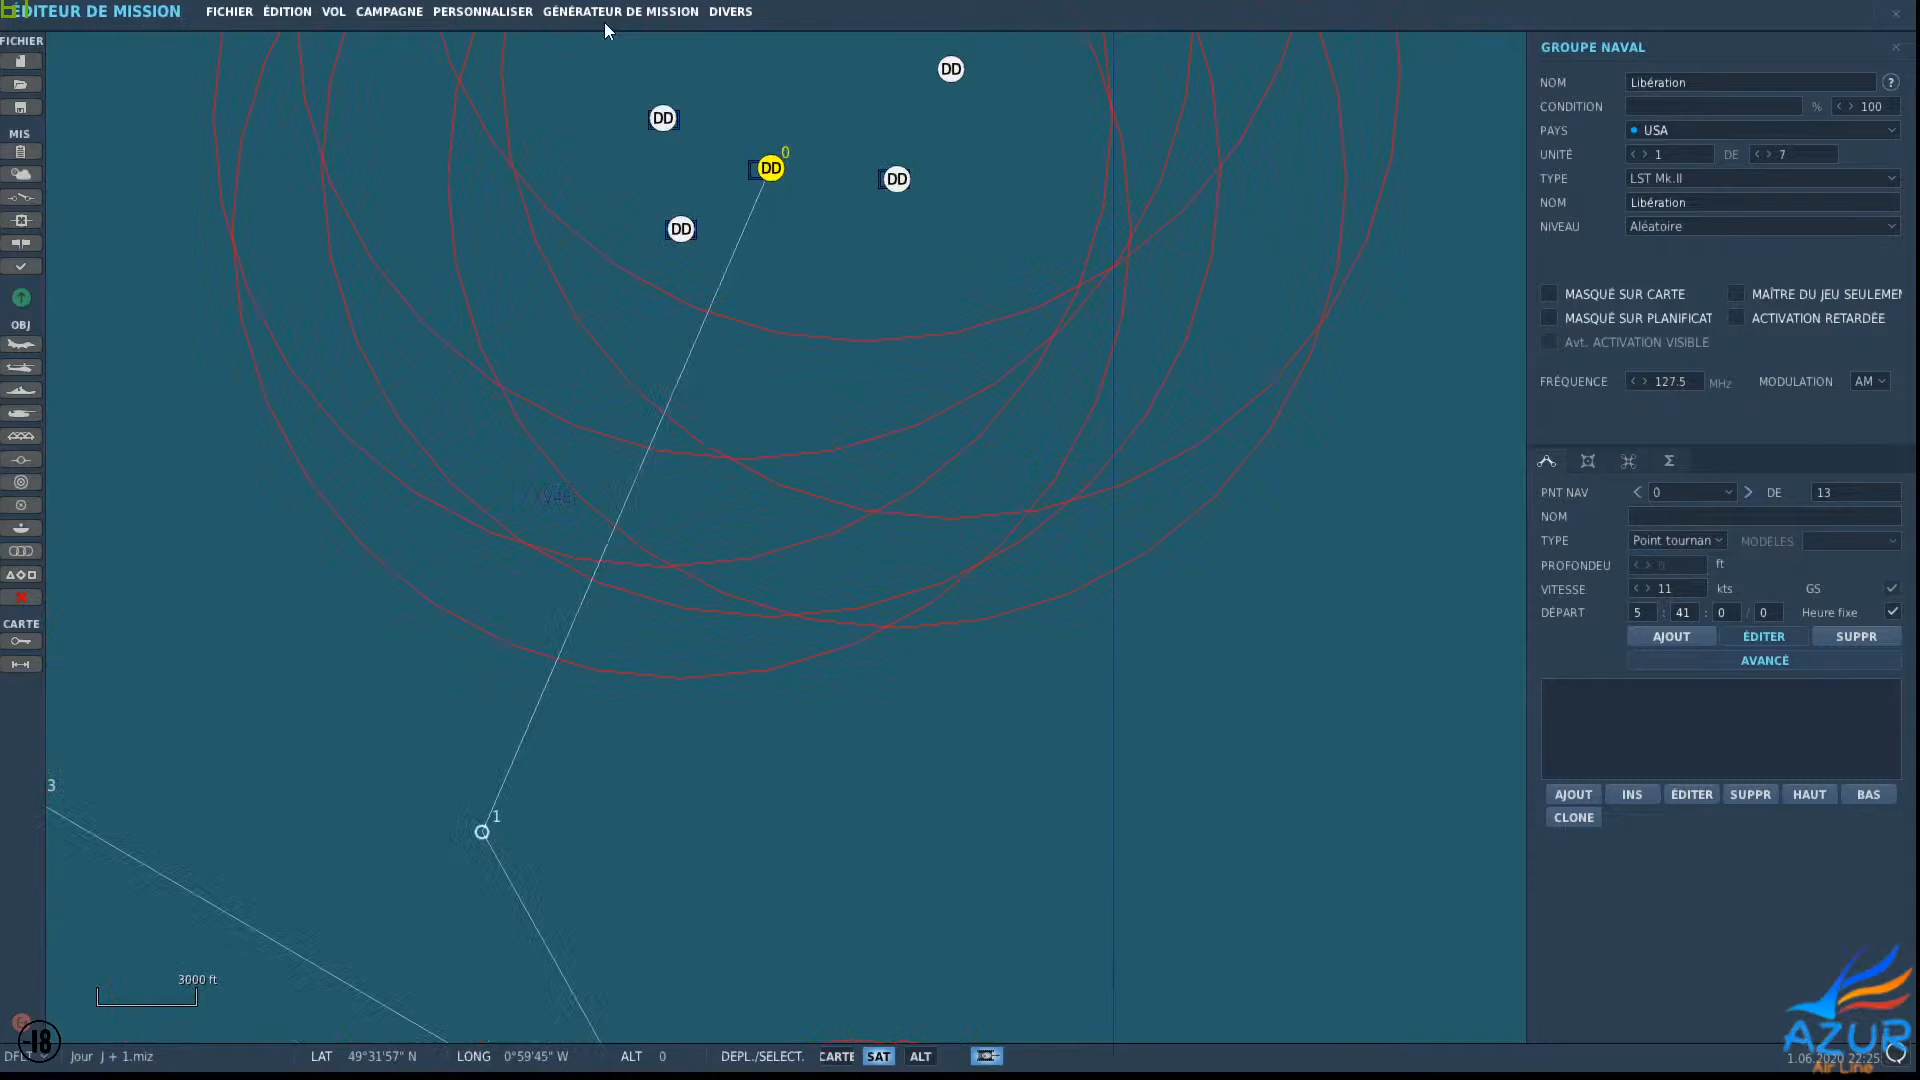 ÉDITEUR DE MISSION FICHIER ÉDITION VOL CAMPAGNE PERSONNALISER GÉNÉRATEUR DE MISSION DIVERS
FICHIER
MIS
OBJ
CARTE
DD
DD
DD 0
DD
DD
3
1
3000 ft
GROUPE NAVAL
NOM Libération ?
CONDITION % < > 100
PAYS USA
UNITÉ < > 1 DE < > 7
TYPE LST Mk.II
NOM Libération
NIVEAU Aléatoire
MASQUÉ SUR CARTE MAÎTRE DU JEU SEULEMEN
MASQUÉ SUR PLANIFICAT ACTIVATION RETARDÉE
Avt. ACTIVATION VISIBLE
FRÉQUENCE < > 127.5 MHz MODULATION AM
PNT NAV < 0 > DE 13
NOM
TYPE Point tournan MODÈLES
PROFONDEU < > 0 ft
VITESSE < > 11 kts GS
DÉPART 5 : 41 : 0 / 0 Heure fixe
AJOUT ÉDITER SUPPR
AVANCÉ
AJOUT INS ÉDITER SUPPR HAUT BAS
CLONE
-18
AZUR
Air Line
Jour J + 1.miz LAT 49°31'57" N LONG 0°59'45" W ALT 0 DEPL./SELECT. CARTE SAT ALT 1.06.2020 22:25